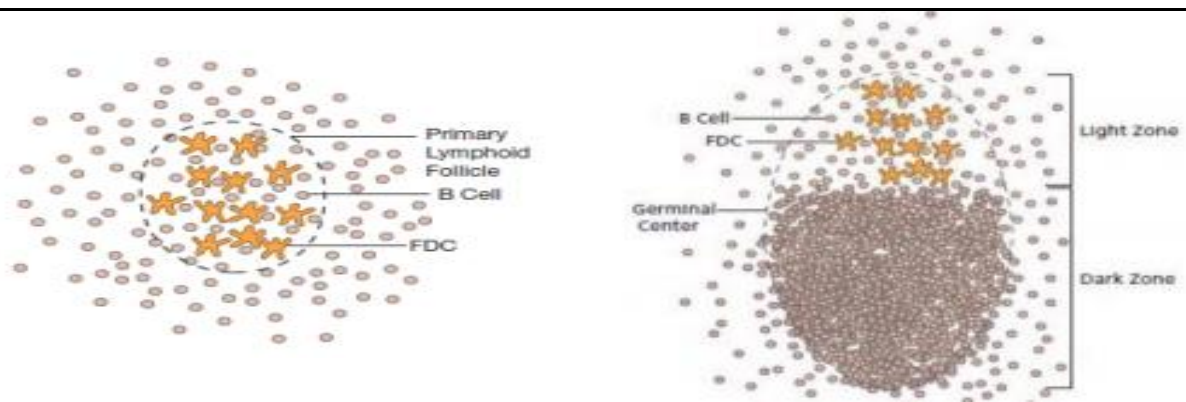 Primary
Lymphoid
Follicle
B Cell
FDC
B Cell
FDC
Germinal
Center
Light Zone
Dark Zone